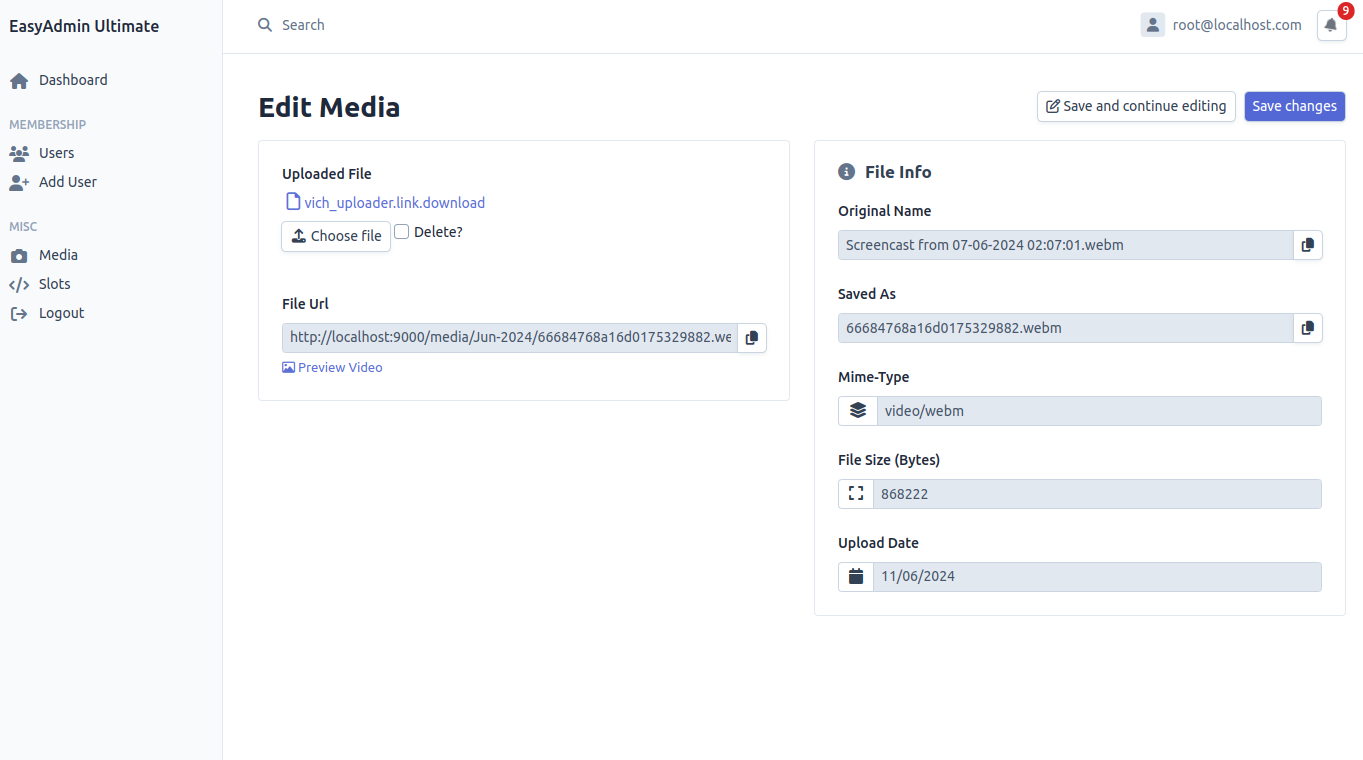 EasyAdmin Ultimate
Dashboard
MEMBERSHIP
Users
Add User
MISC
Media
Slots
Logout
Search
root@localhost.com
9
Edit Media
Save and continue editing
Save changes
Uploaded File
vich_uploader.link.download
Choose file
Delete?
File Url
http://localhost:9000/media/Jun-2024/66684768a16d0175329882.we
Preview Video
File Info
Original Name
Screencast from 07-06-2024 02:07:01.webm
Saved As
66684768a16d0175329882.webm
Mime-Type
video/webm
File Size (Bytes)
868222
Upload Date
11/06/2024